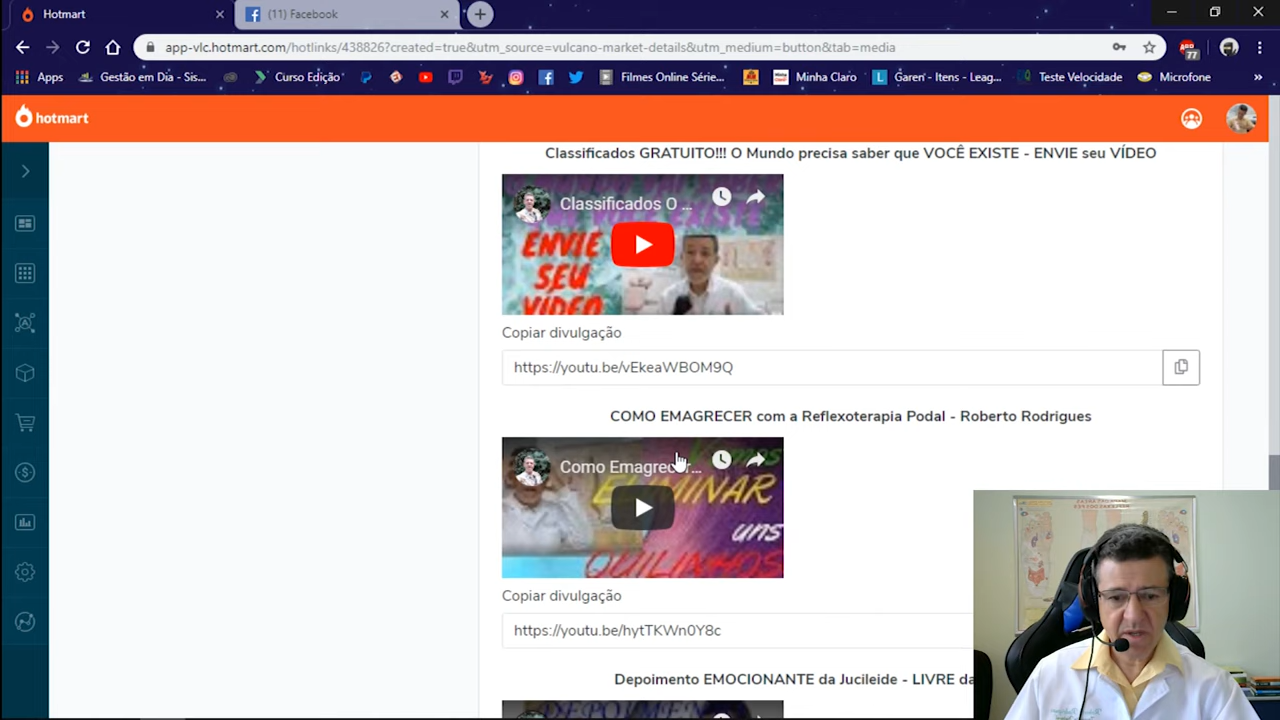 Hotmart
(11) Facebook
app-vlc.hotmart.com/hotlinks/438826?created=true&utm_source=vulcano-market-details&utm_medium=button&tab=media
77
Apps
Gestão em Dia - Sis...
Curso Edição
Filmes Online Série...
Minha Claro
Garen - Itens - Leag...
Teste Velocidade
Microfone
»
hotmart
Classificados GRATUITO!!! O Mundo precisa saber que VOCÊ EXISTE - ENVIE seu VÍDEO
Classificados O ...
ENVIE
SEU
VIDEO
Copiar divulgação
https://youtu.be/vEkeaWBOM9Q
COMO EMAGRECER com a Reflexoterapia Podal - Roberto Rodrigues
Como Emagrecer...
ELIMINAR
uns
QUILINHOS
Copiar divulgação
https://youtu.be/hytTKWn0Y8c
Depoimento EMOCIONANTE da Jucileide - LIVRE da